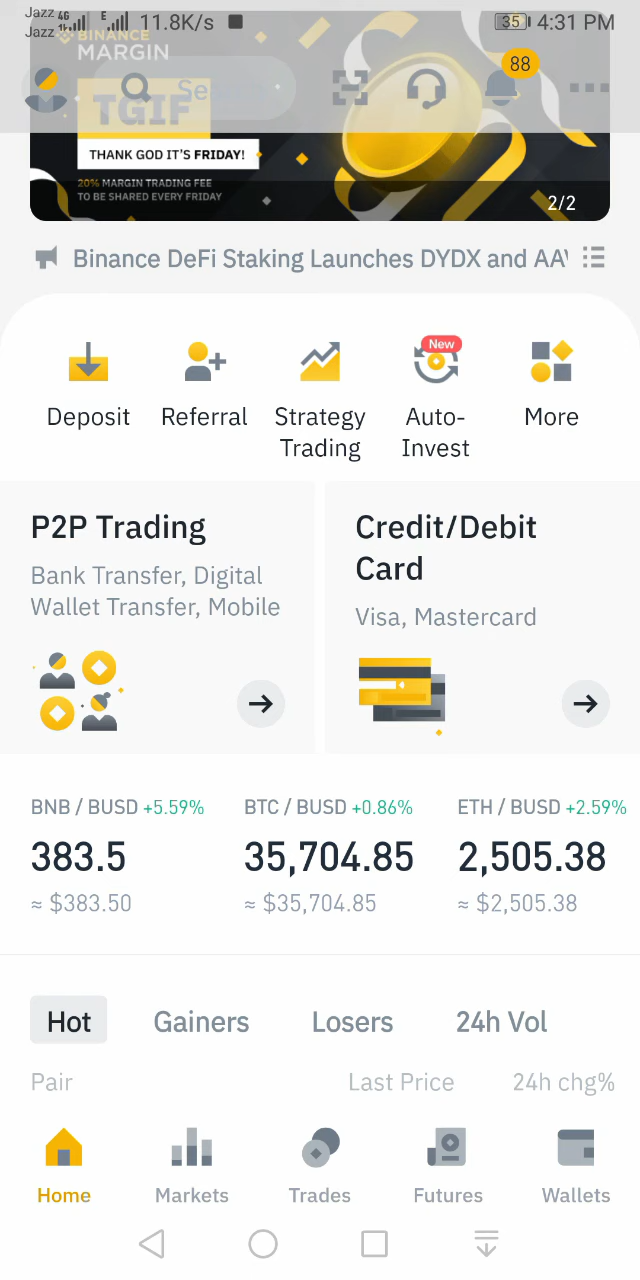 Jazz 4G E 11.8K/s 35 4:31 PM
Jazz
BINANCE
MARGIN
88
TGIF
THANK GOD IT'S FRIDAY!
20% MARGIN TRADING FEE
TO BE SHARED EVERY FRIDAY
2/2
Binance DeFi Staking Launches DYDX and AA
Deposit Referral Strategy Trading Auto-Invest New More
P2P Trading
Bank Transfer, Digital
Wallet Transfer, Mobile
Credit/Debit
Card
Visa, Mastercard
BNB / BUSD +5.59% BTC / BUSD +0.86% ETH / BUSD +2.59%
383.5 35,704.85 2,505.38
≈ $383.50 ≈ $35,704.85 ≈ $2,505.38
Hot Gainers Losers 24h Vol
Pair Last Price 24h chg%
Home Markets Trades Futures Wallets